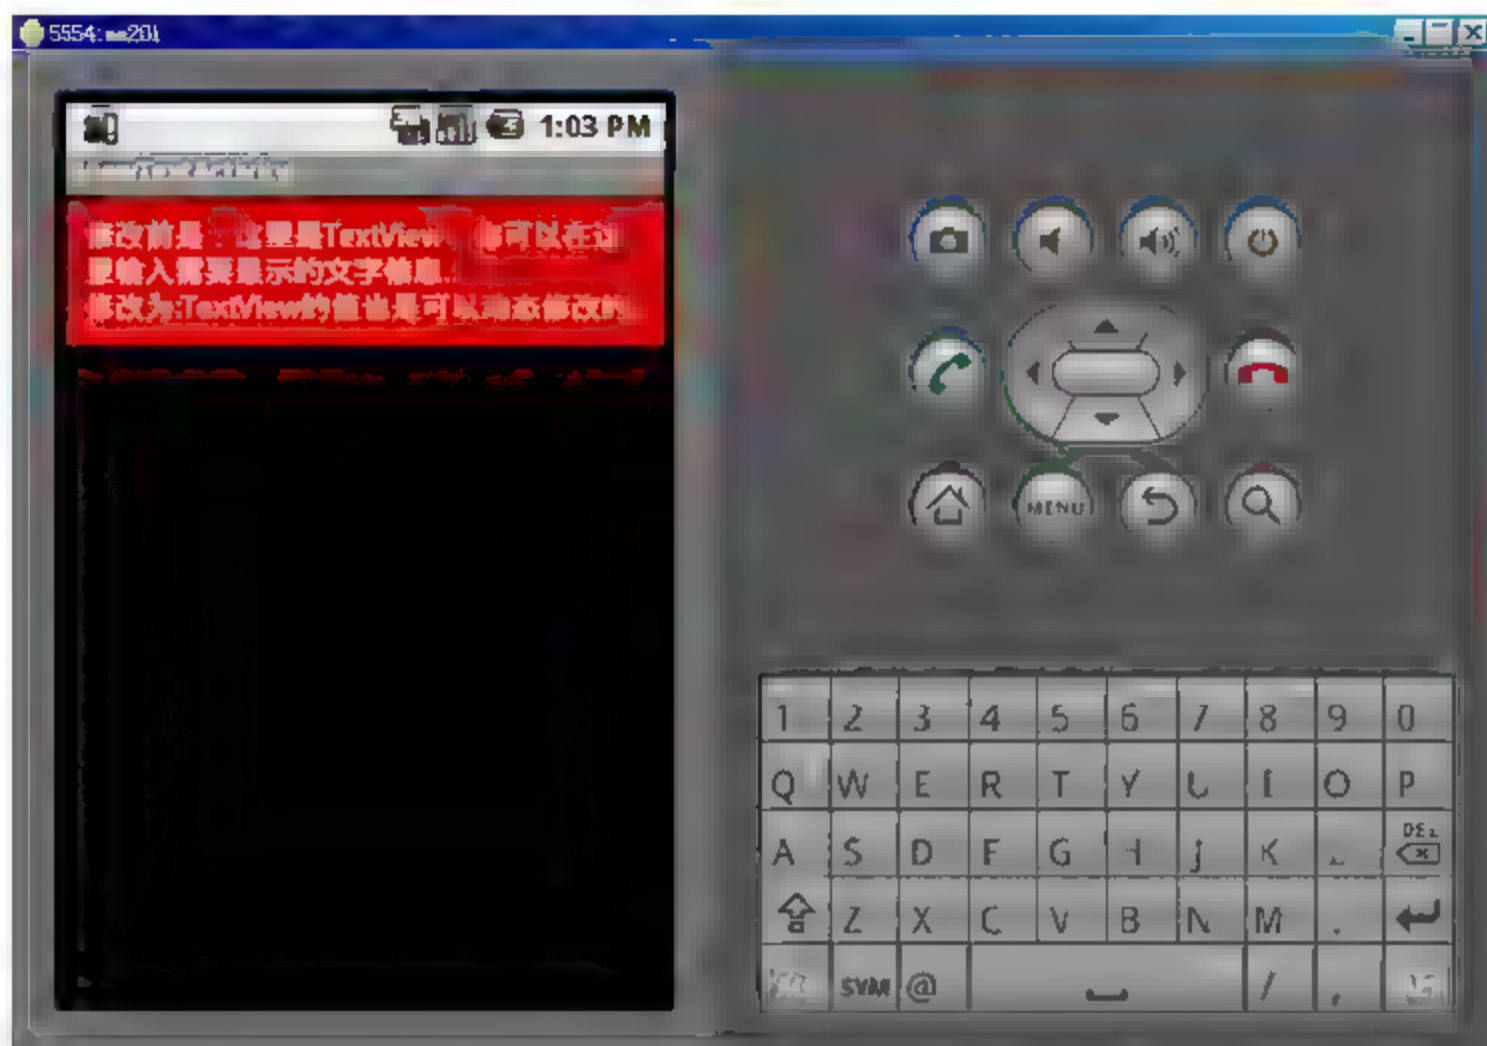 5554:
1:03 PM
修改前是：这里是TextView，你可以在这
里输入需要显示的文字信息
修改为:TextView的值也是可以动态修改的
MENU
1 2 3 4 5 6 7 8 9 0
Q W E R T Y U I O P
DEL
A S D F G H J K
Z X C V B N M .
SYM @ / ,